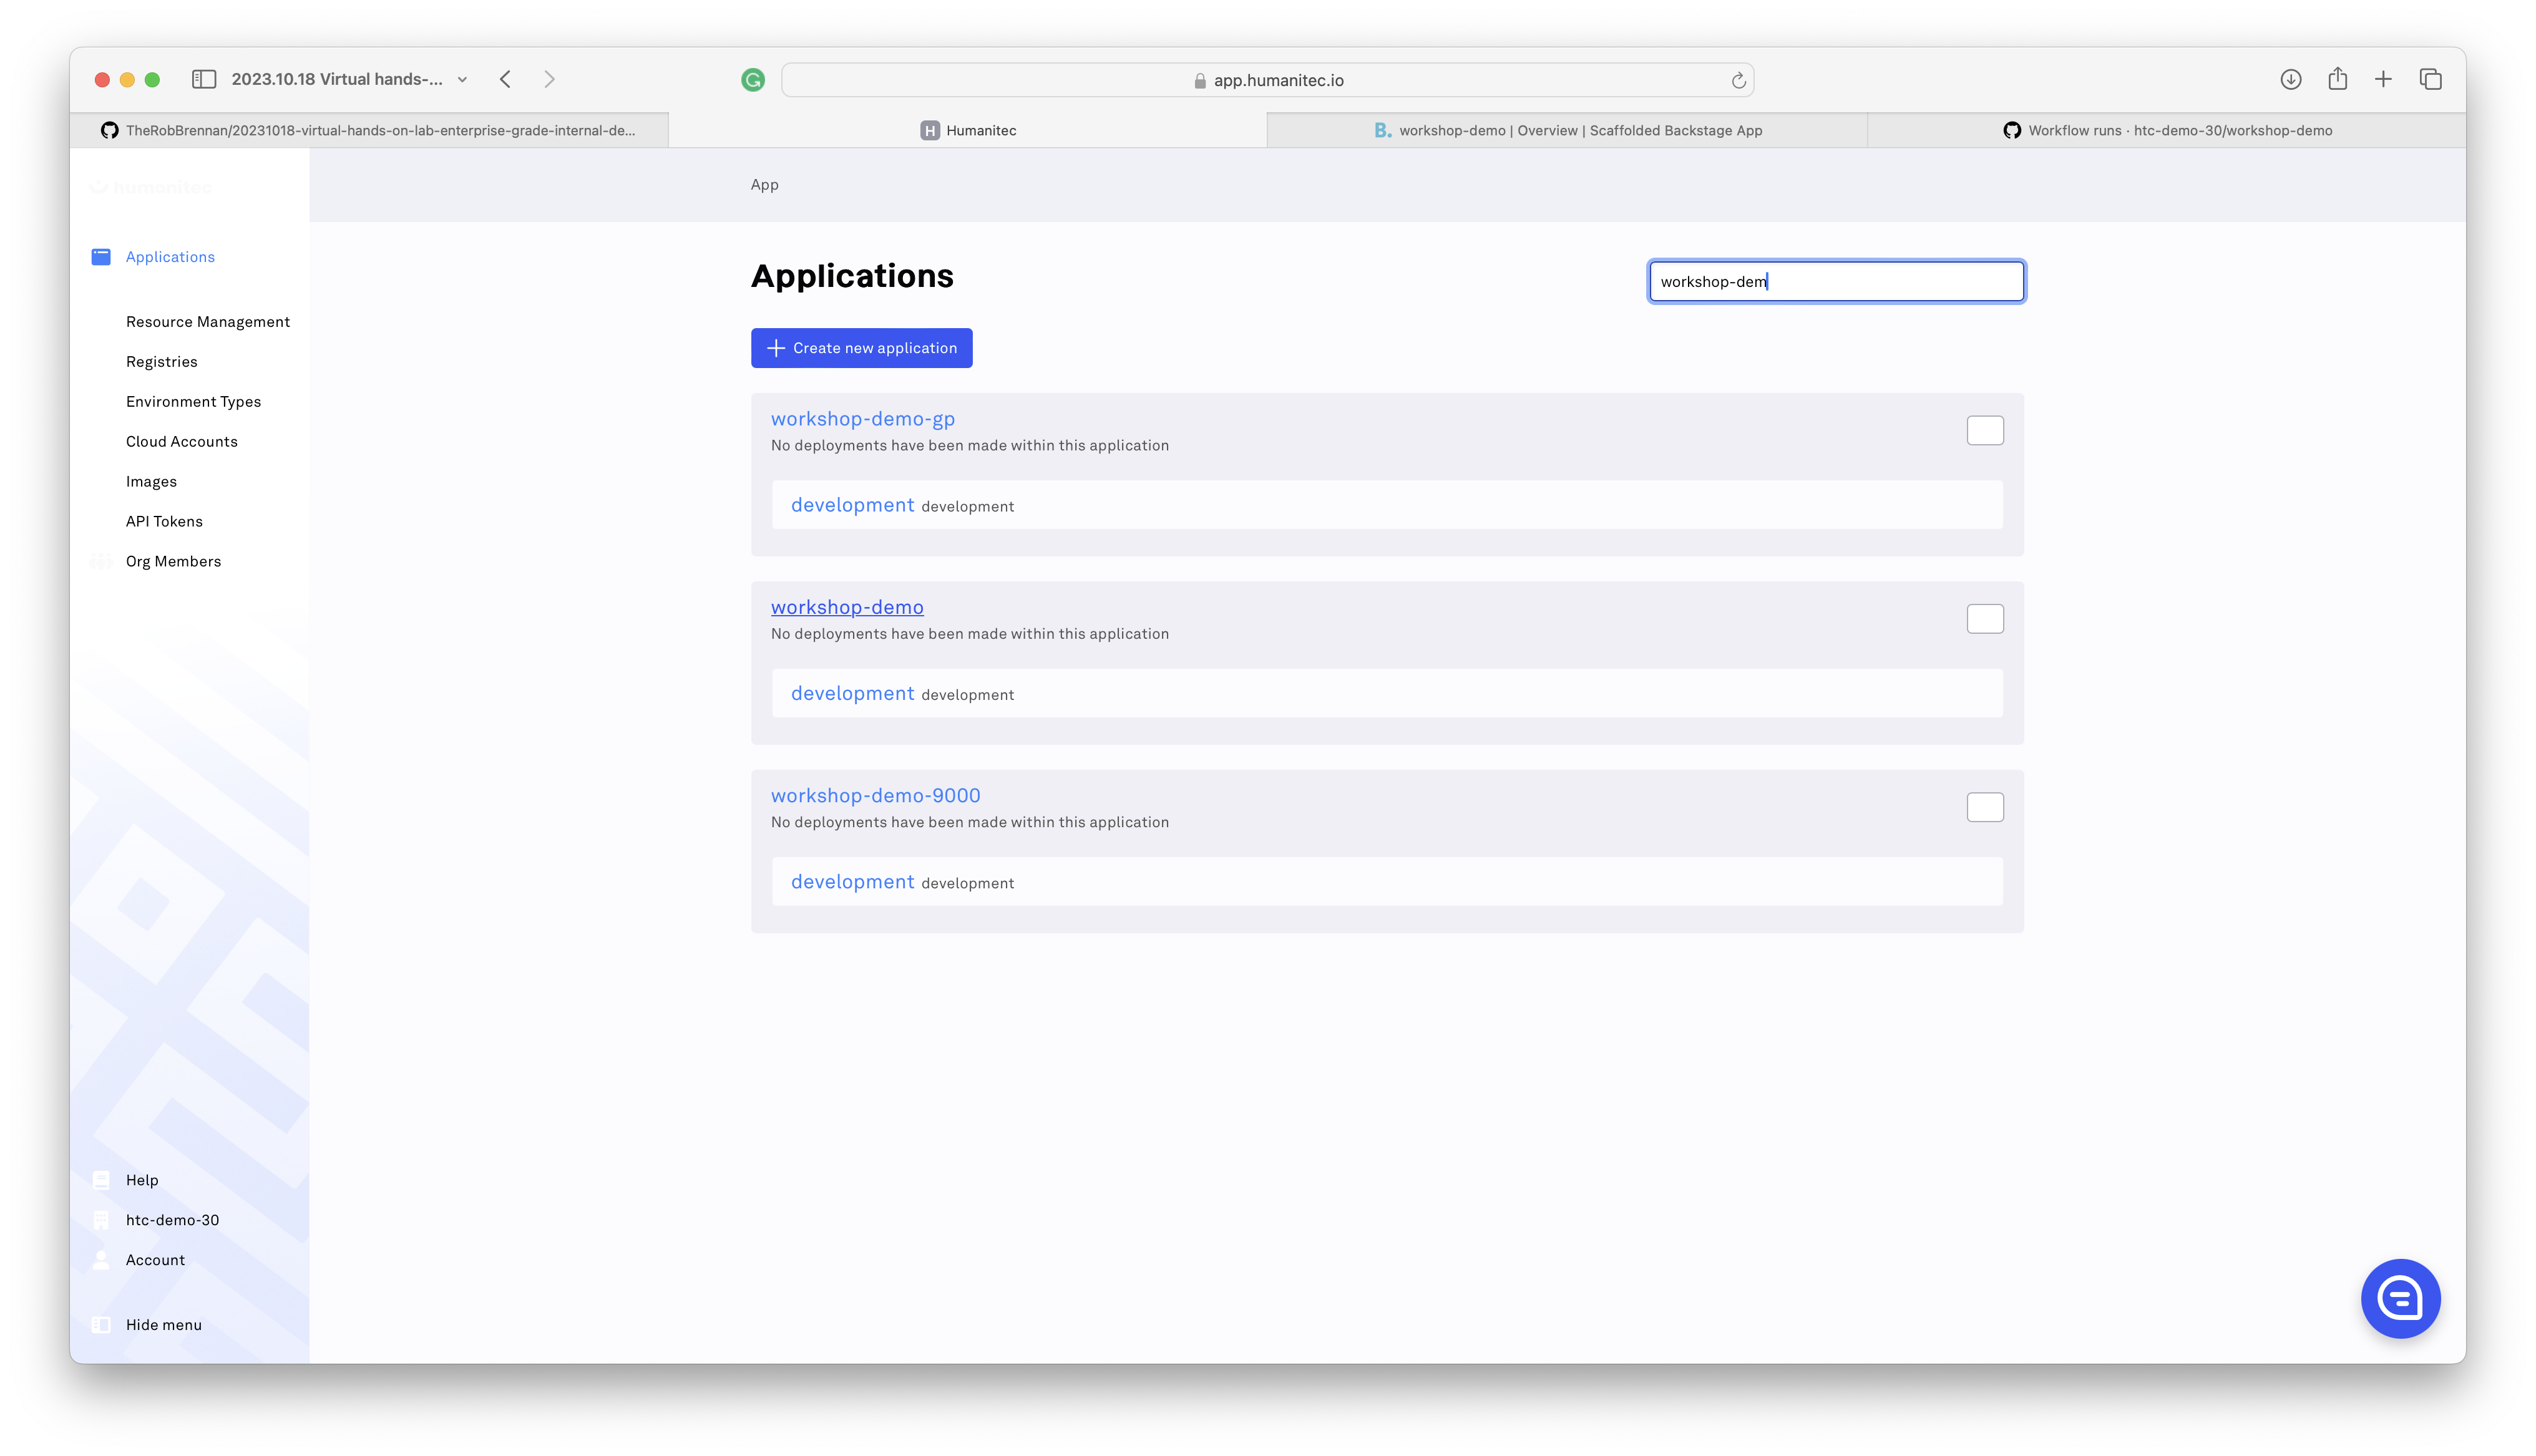 2023.10.18 Virtual hands-...
app.humanitec.io
TheRobBrennan/20231018-virtual-hands-on-lab-enterprise-grade-internal-de...
Humanitec
workshop-demo | Overview | Scaffolded Backstage App
Workflow runs · htc-demo-30/workshop-demo
humanitec
App
Applications
Resource Management
Registries
Environment Types
Cloud Accounts
Images
API Tokens
Org Members
Applications
workshop-dem
Create new application
workshop-demo-gp
No deployments have been made within this application
development development
workshop-demo
No deployments have been made within this application
development development
workshop-demo-9000
No deployments have been made within this application
development development
Help
htc-demo-30
Account
Hide menu